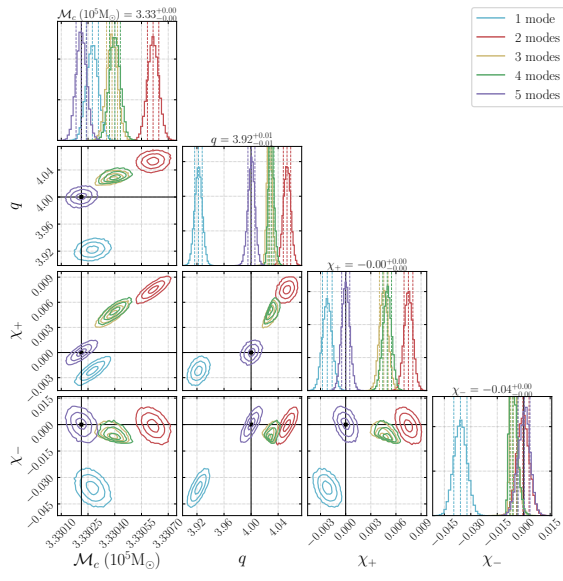 ℳ_c (10⁵M⊙) = 3.33^{+0.00}_{−0.00}
1 mode
2 modes
3 modes
4 modes
5 modes
q = 3.92^{+0.01}_{−0.01}
q
4.04
4.00
3.96
3.92
χ₊ = −0.00^{+0.00}_{−0.00}
χ₊
0.009
0.006
0.003
0.000
−0.003
χ₋ = −0.04^{+0.00}_{−0.00}
χ₋
0.015
0.000
−0.015
−0.030
−0.045
3.33010
3.33025
3.33040
3.33055
3.33070
3.92
3.96
4.00
4.04
−0.003
0.000
0.003
0.006
0.009
−0.045
−0.030
−0.015
0.000
0.015
ℳ_c (10⁵M⊙)
q
χ₊
χ₋